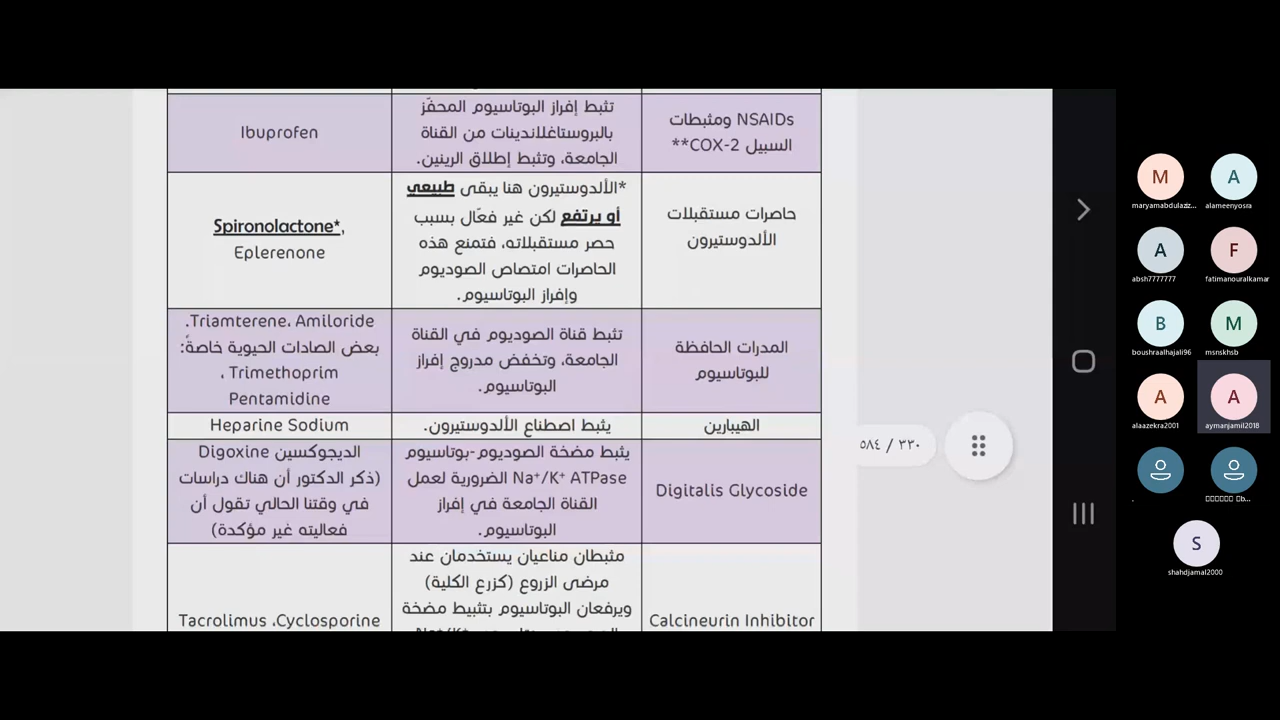 NSAIDs ومثبطات
السبيل COX-2**
تثبط إفراز البوتاسيوم المحفّز
بالبروستاغلاندينات من القناة
الجامعة، وتثبط إطلاق الرينين.
Ibuprofen
حاصرات مستقبلات
الألدوستيرون
*الألدوستيرون هنا يبقى طبيعي
أو يرتفع لكن غير فعّال بسبب
حصر مستقبلاته، فتمنع هذه
الحاصرات امتصاص الصوديوم
وإفراز البوتاسيوم.
Spironolactone*,
Eplerenone
المدرات الحافظة
للبوتاسيوم
تثبط قناة الصوديوم في القناة
الجامعة، وتخفض مدروج إفراز
البوتاسيوم.
Triamterene، Amiloride.
بعض الصادات الحيوية خاصةً:
Trimethoprim ،
Pentamidine
الهيبارين
يثبط اصطناع الألدوستيرون.
Heparine Sodium
Digitalis Glycoside
يثبط مضخة الصوديوم-بوتاسيوم
Na⁺/K⁺ ATPase الضرورية لعمل
القناة الجامعة في إفراز
البوتاسيوم.
الديجوكسين Digoxine
(ذكر الدكتور أن هناك دراسات
في وقتنا الحالي تقول أن
فعاليته غير مؤكدة)
Calcineurin Inhibitor
مثبطان مناعيان يستخدمان عند
مرضى الزروع (كزرع الكلية)
ويرفعان البوتاسيوم بتثبيط مضخة
Tacrolimus ،Cyclosporine
٣٣٠ / ٥٨٤
M
maryamabdulaziz...
A
alameenyosra
A
absh7777777
F
fatimanouralkamar
B
boushraalhajali96
M
msnskhsb
A
alaazekra2001
A
aymanjamil2018
S
shahdjamal2000